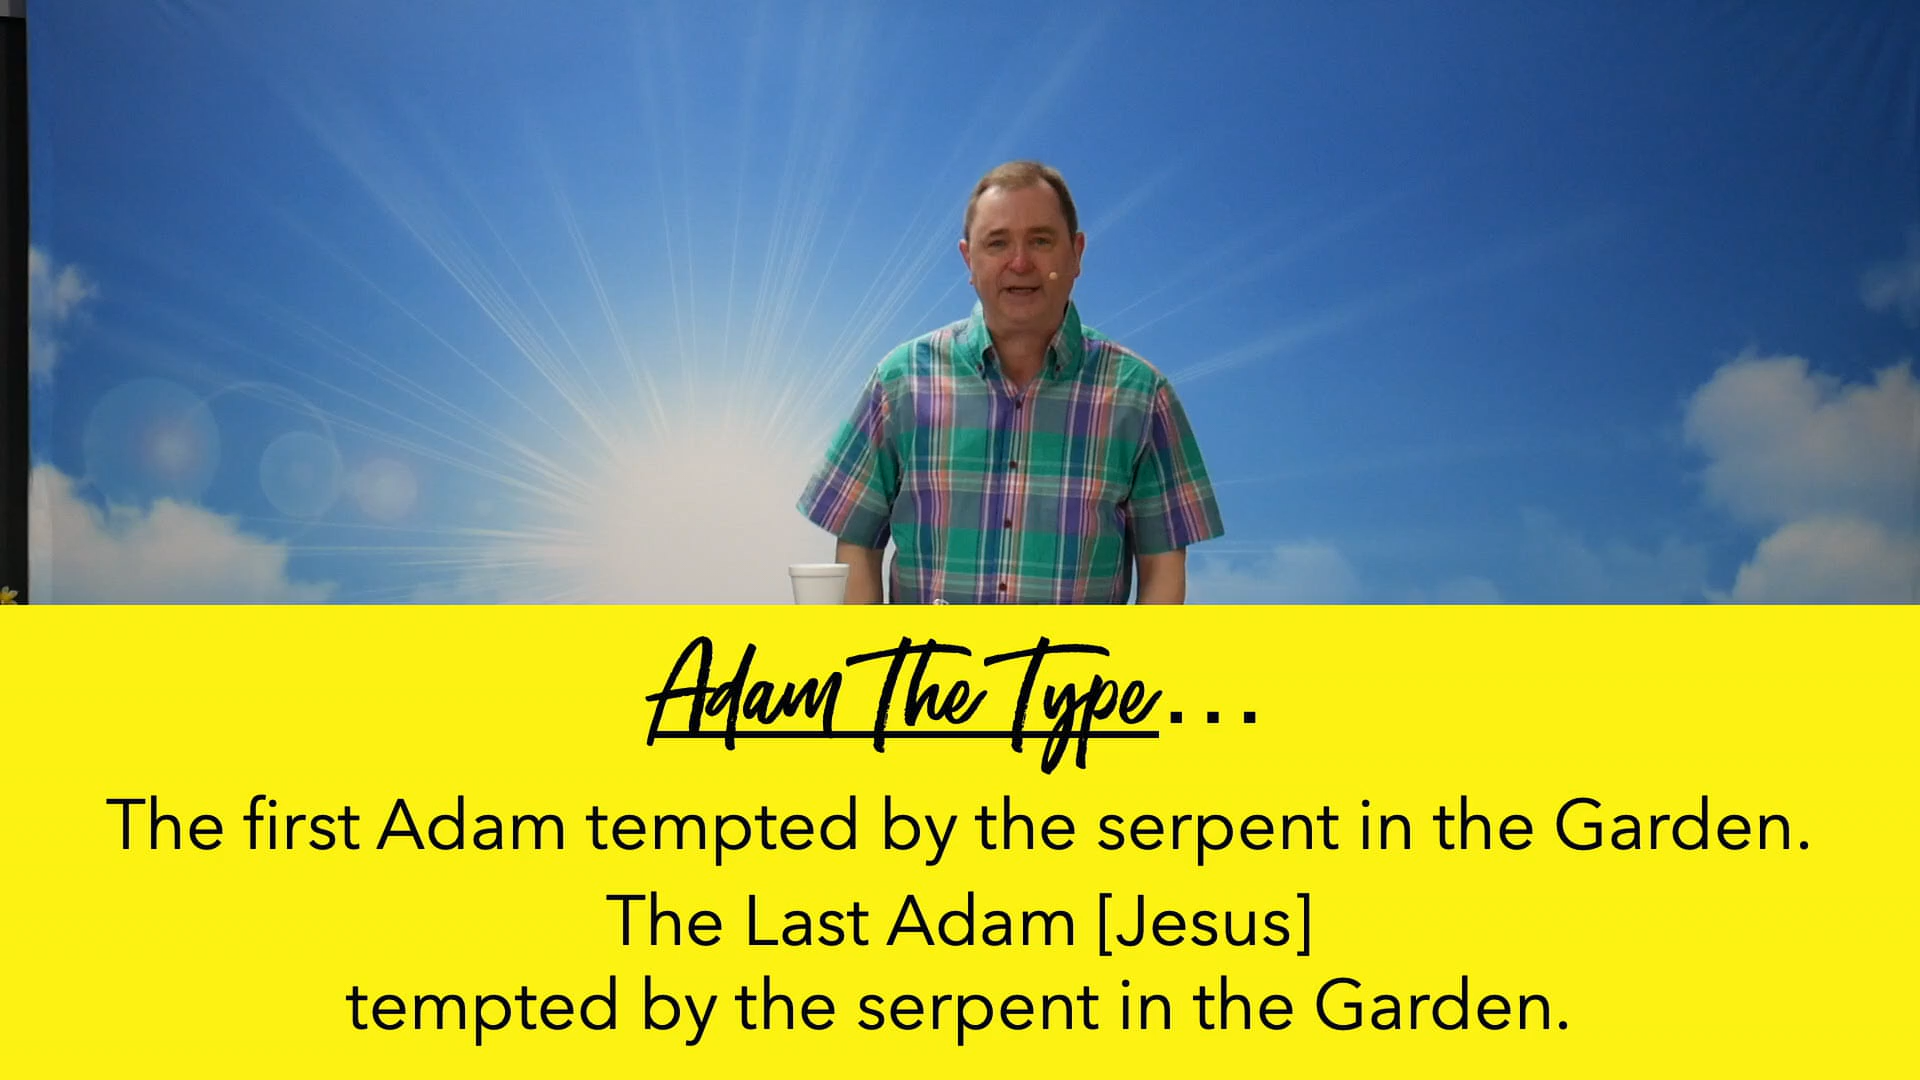 Adam The Type...
The first Adam tempted by the serpent in the Garden.
The Last Adam [Jesus]
tempted by the serpent in the Garden.